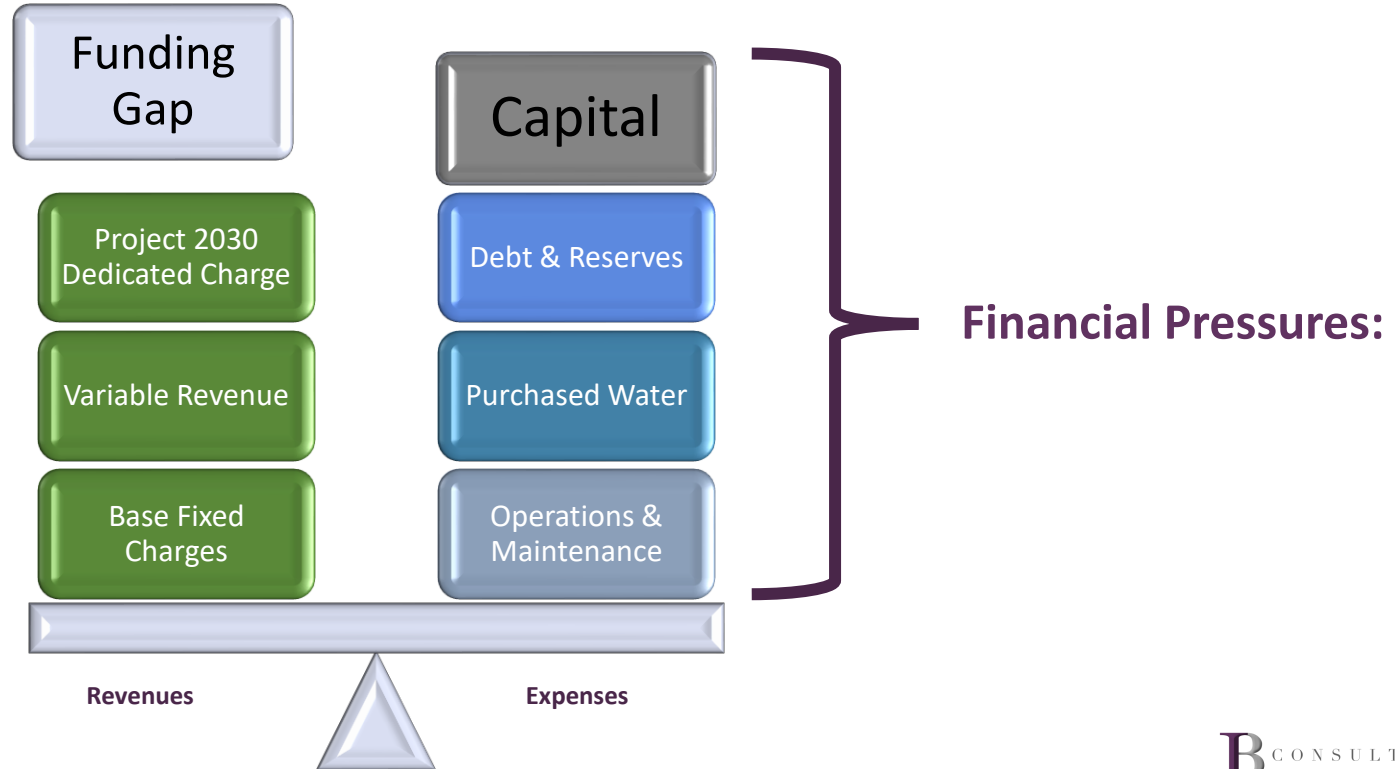 Funding
Gap
Capital
Project 2030
Dedicated Charge
Debt & Reserves
Variable Revenue
Purchased Water
Base Fixed
Charges
Operations &
Maintenance
Revenues
Expenses
Financial Pressures: